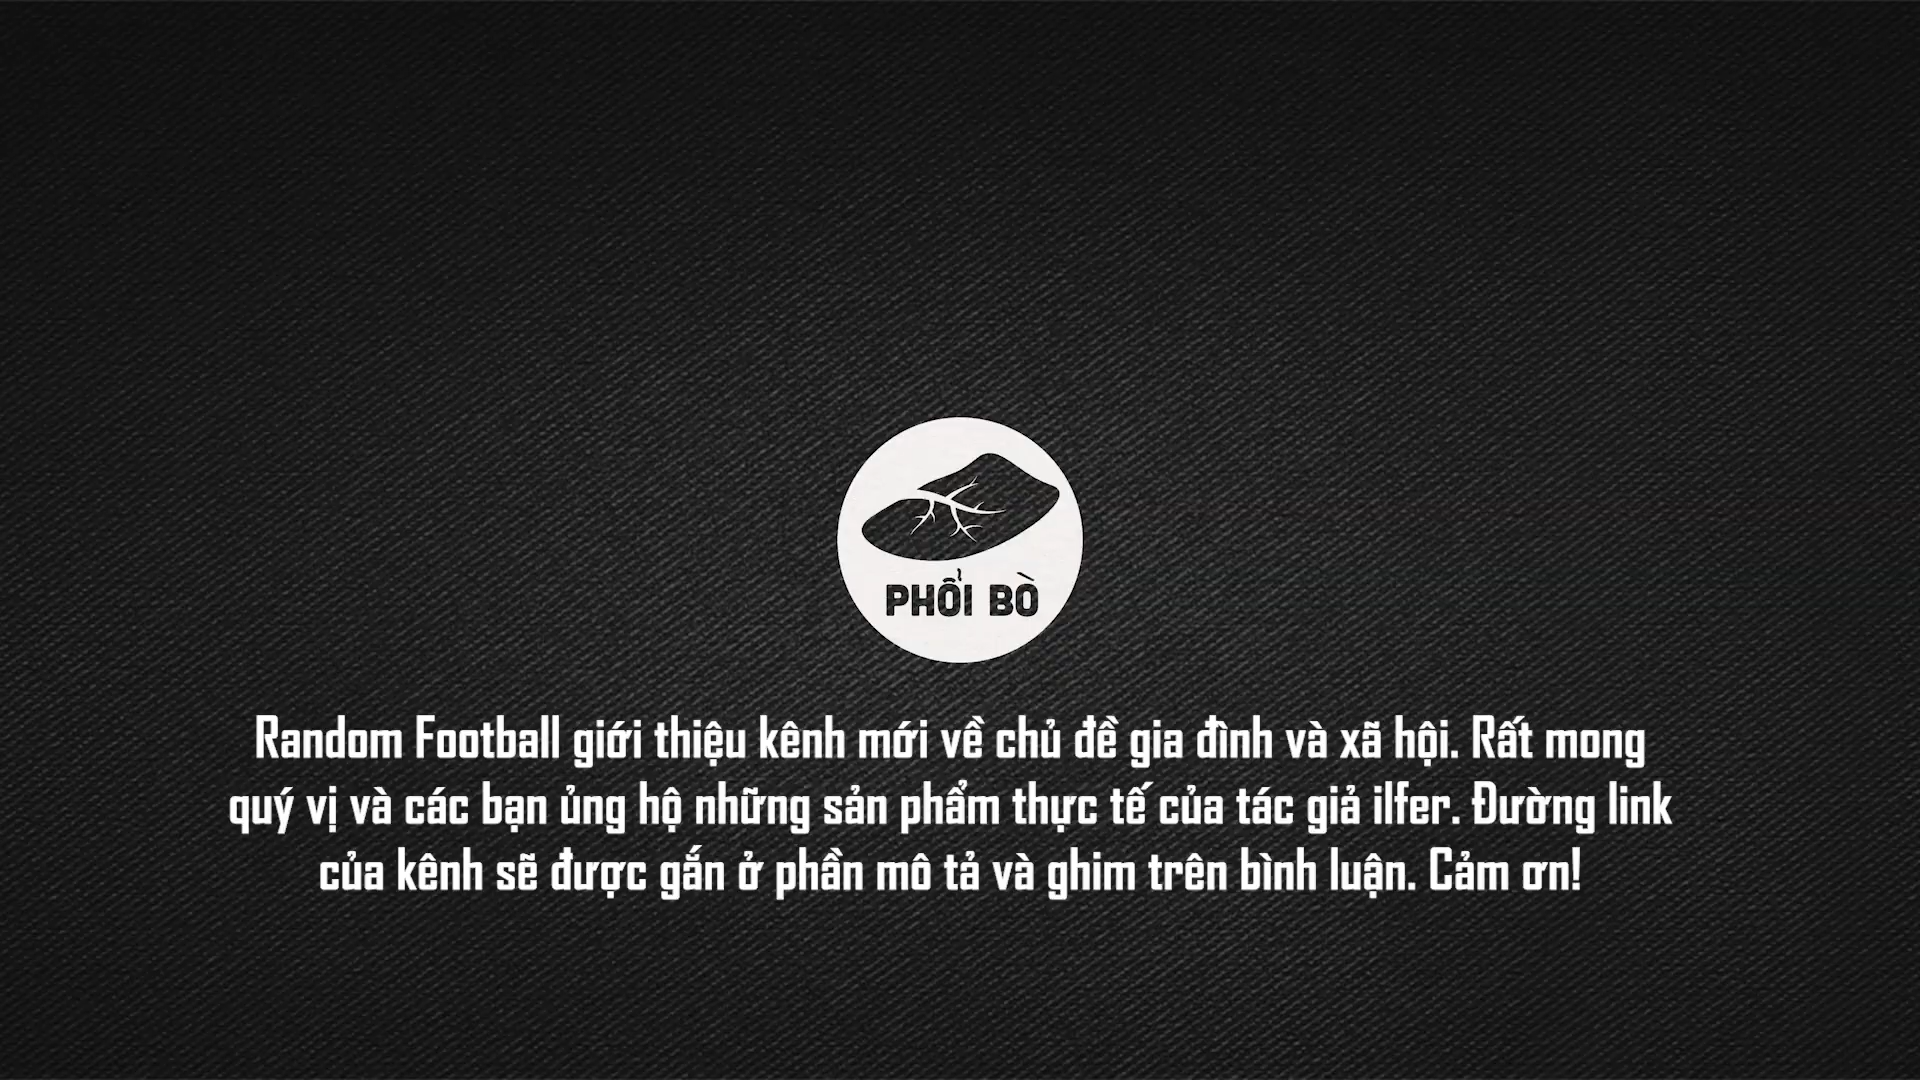 PHỔI BÒ
Random Football giới thiệu kênh mới về chủ đề gia đình và xã hội. Rất mong
quý vị và các bạn ủng hộ những sản phẩm thực tế của tác giả ilfer. Đường link
của kênh sẽ được gắn ở phần mô tả và ghim trên bình luận. Cảm ơn!